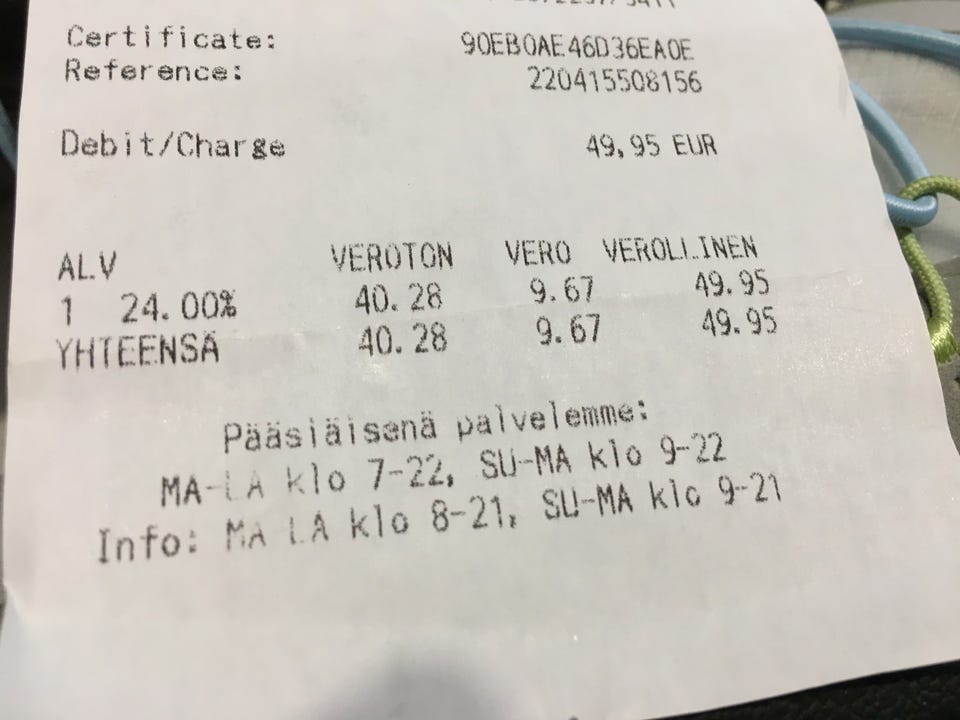 Certificate: 90EB0AE46D36EA0E
Reference: 220415508156
Debit/Charge 49,95 EUR
ALV VEROTON VERO VEROLLINEN
1 24.00% 40.28 9.67 49.95
YHTEENSÄ 40.28 9.67 49.95
Pääsiäisenä palvelemme:
MA-LA klo 7-22, SU-MA klo 9-22
Info: MA LA klo 8-21, SU-MA klo 9-21